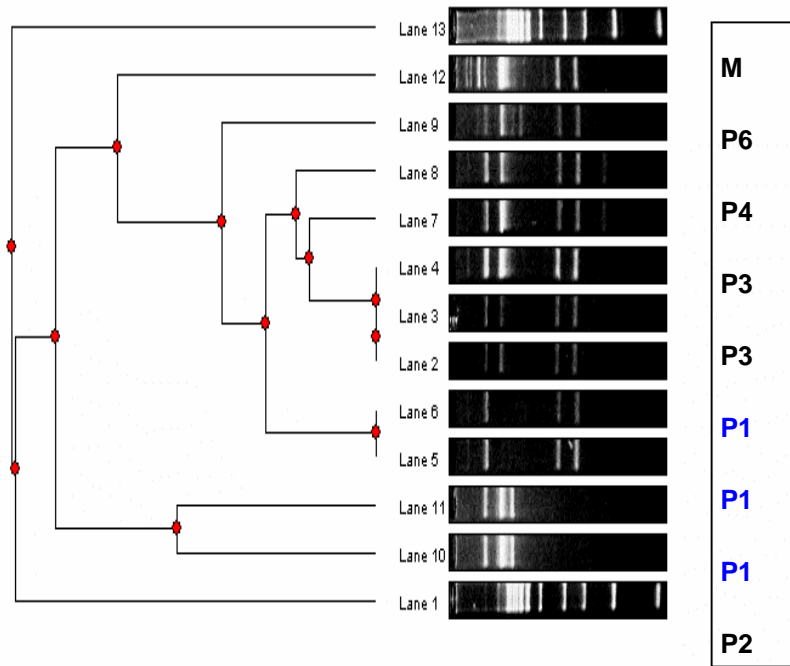 Lane 13
Lane 12
Lane 9
Lane 8
Lane 7
Lane 4
Lane 3
Lane 2
Lane 6
Lane 5
Lane 11
Lane 10
Lane 1
M
P6
P4
P3
P3
P1
P1
P1
P2